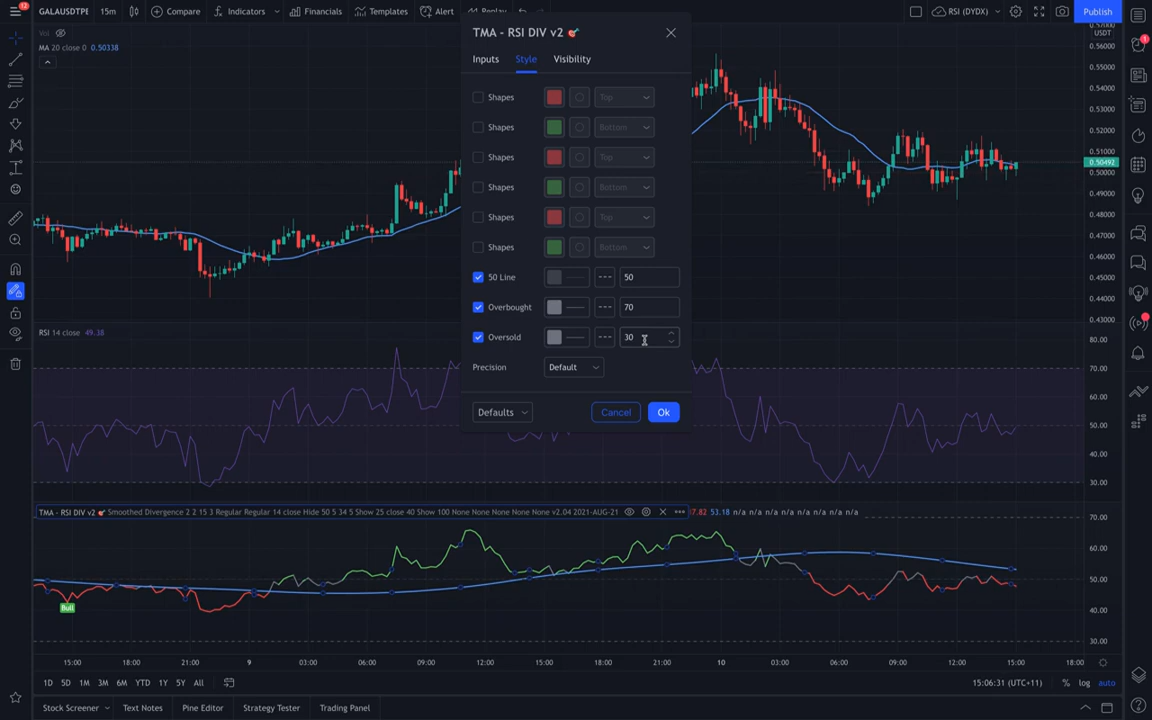 GALAUSDTPE 15m Compare Indicators Financials Templates Alert Replay RSI (DYDX) Publish
Vol
MA 20 close 0 0.50338
TMA - RSI DIV v2
Inputs Style Visibility
Shapes Top
Shapes Bottom
Shapes Top
Shapes Bottom
Shapes Top
Shapes Bottom
50 Line 50
Overbought 70
Oversold 30
Precision Default
Defaults Cancel Ok
USDT
0.56000
0.55000
0.54000
0.53000
0.52000
0.51000
0.50492
0.50000
0.49000
0.48000
0.47000
0.46000
0.45000
0.44000
0.43000
RSI 14 close 49.38
80.00
70.00
60.00
50.00
40.00
30.00
TMA - RSI DIV v2 Smoothed Divergence 2 2 15 3 Regular Regular 14 close Hide 50 5 34 5 Show 25 close 40 Show 100 None None None None None v2.04 2021-AUG-21 53.18 n/a n/a n/a n/a n/a n/a n/a
70.00
60.00
50.00
40.00
30.00
Bull
15:00 18:00 21:00 9 03:00 06:00 09:00 12:00 15:00 18:00 21:00 10 03:00 06:00 09:00 12:00 15:00 18:00
1D 5D 1M 3M 6M YTD 1Y 5Y All 15:06:31 (UTC+11) % log auto
Stock Screener Text Notes Pine Editor Strategy Tester Trading Panel